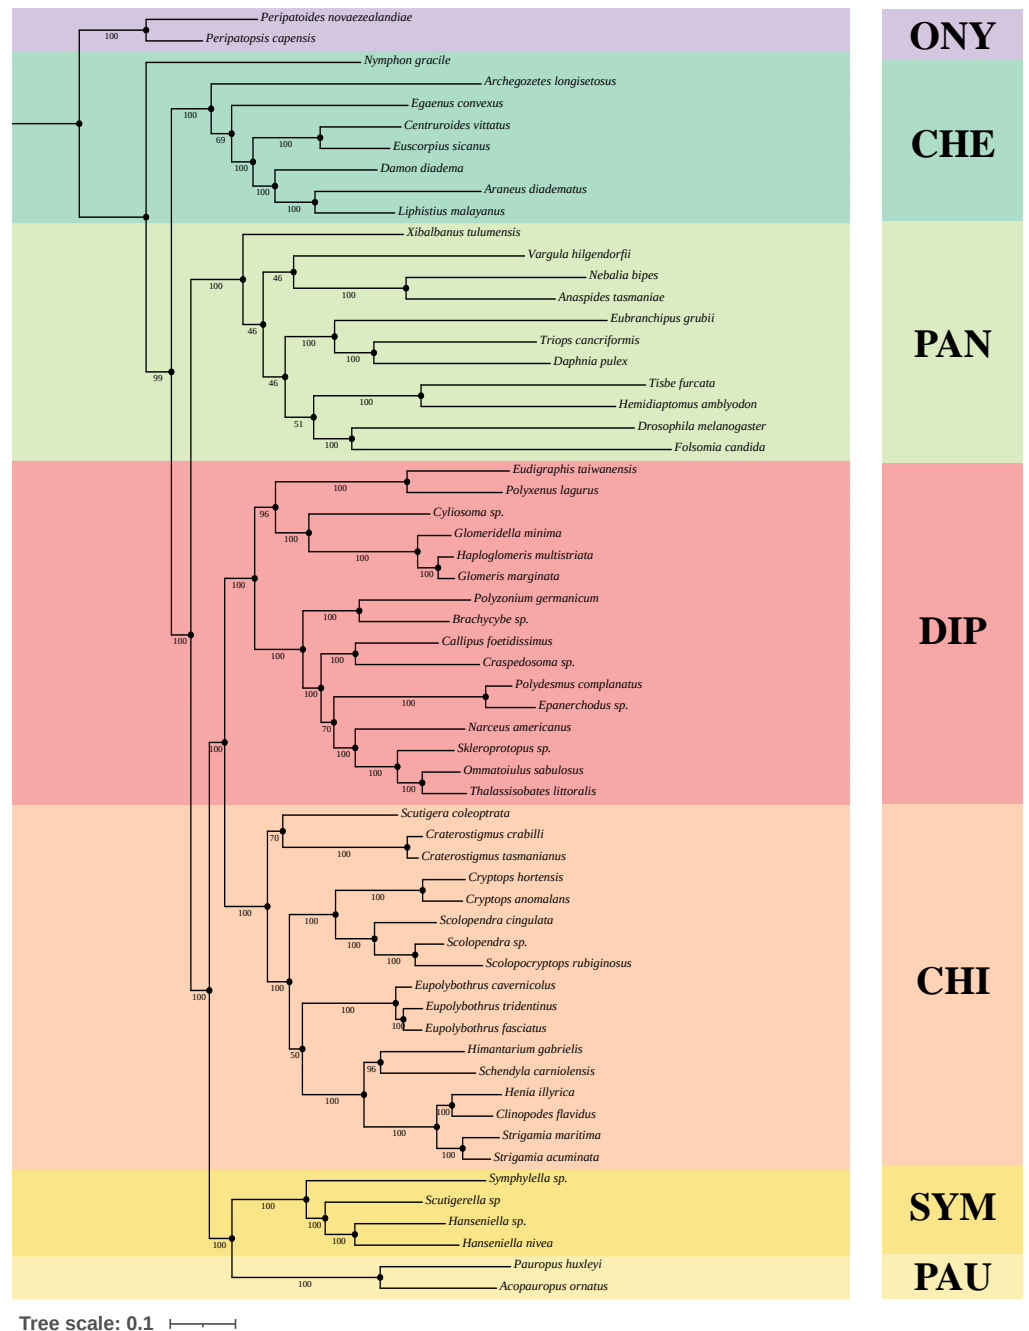 Peripatoides novaezealandiae
100
Peripatopsis capensis
ONY
Nymphon gracile
Archegozetes longisetosus
100
Egaenus convexus
Centruroides vittatus
69
100
Euscorpius sicanus
CHE
100
Damon diadema
100
Araneus diadematus
100
Liphistius malayanus
Xibalbanus tulumensis
Vargula hilgendorfii
100
46
Nebalia bipes
100
Anaspides tasmaniae
Eubranchipus grubii
46
100
Triops cancriformis
PAN
100
Daphnia pulex
99
46
Tisbe furcata
100
Hemidiaptomus amblyodon
51
Drosophila melanogaster
100
Folsomia candida
Eudigraphis taiwanensis
100
Polyxenus lagurus
96
Cyliosoma sp.
100
Glomeridella minima
100
Haploglomeris multistriata
100
Glomeris marginata
100
Polyzonium germanicum
100
Brachycybe sp.
DIP
100
Callipus foetidissimus
100
100
Craspedosoma sp.
Polydesmus complanatus
100
100
Epanerchodus sp.
70
Narceus americanus
100
100
Skleroprotopus sp.
100
Ommatoiulus sabulosus
100
Thalassisobates littoralis
Scutigera coleoptrata
70
Craterostigmus crabilli
100
Craterostigmus tasmanianus
Cryptops hortensis
100
Cryptops anomalans
100
100
Scolopendra cingulata
100
Scolopendra sp.
100
Scolopocryptops rubiginosus
CHI
100
Eupolybothrus cavernicolus
100
100
Eupolybothrus tridentinus
100
Eupolybothrus fasciatus
50
Himantarium gabrielis
96
Schendyla carniolensis
100
Henia illyrica
100
Clinopodes flavidus
100
Strigamia maritima
100
Strigamia acuminata
Symphylella sp.
100
Scutigerella sp
SYM
100
Hanseniella sp.
100
100
Hanseniella nivea
Pauropus huxleyi
100
Acopauropus ornatus
PAU
Tree scale: 0.1